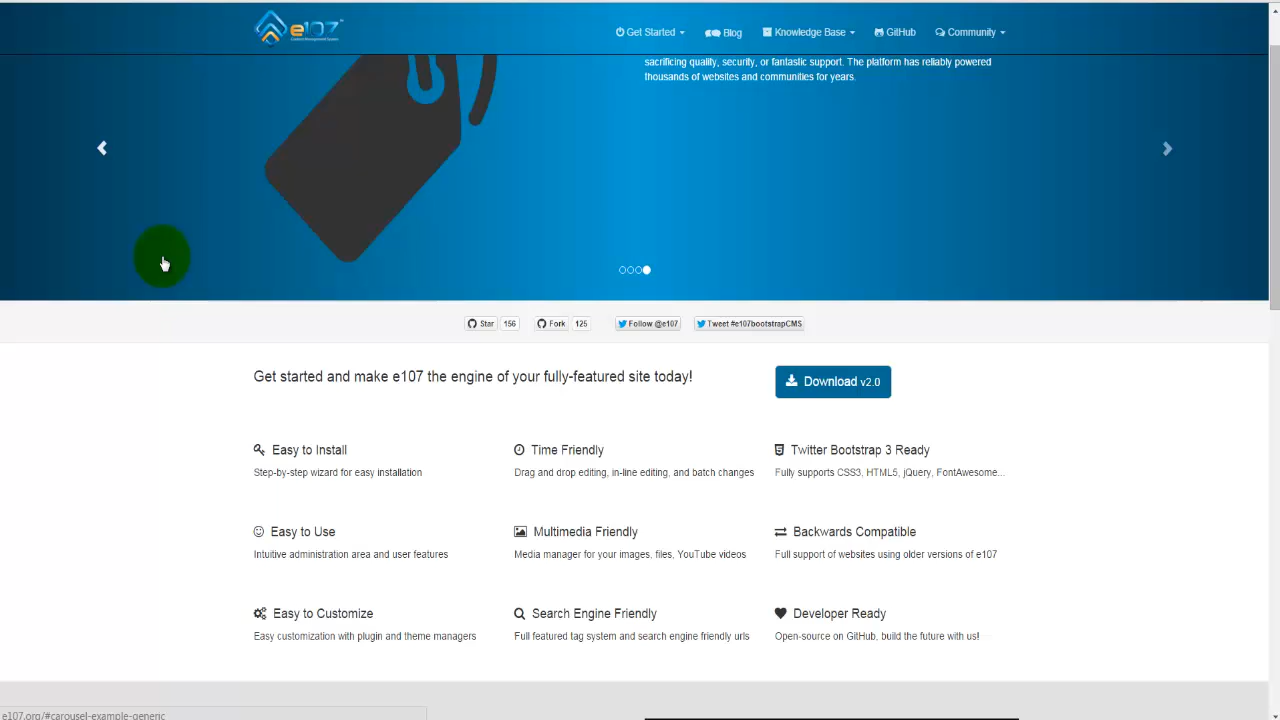 e107
Get Started
Blog
Knowledge Base
GitHub
Community
sacrificing quality, security, or fantastic support. The platform has reliably powered
thousands of websites and communities for years.
Star 156 Fork 125 Follow @e107 Tweet #e107bootstrapCMS
Get started and make e107 the engine of your fully-featured site today!
Download v2.0
Easy to Install
Step-by-step wizard for easy installation
Time Friendly
Drag and drop editing, in-line editing, and batch changes
Twitter Bootstrap 3 Ready
Fully supports CSS3, HTML5, jQuery, FontAwesome...
Easy to Use
Intuitive administration area and user features
Multimedia Friendly
Media manager for your images, files, YouTube videos
Backwards Compatible
Full support of websites using older versions of e107
Easy to Customize
Easy customization with plugin and theme managers
Search Engine Friendly
Full featured tag system and search engine friendly urls
Developer Ready
Open-source on GitHub, build the future with us!
e107.org/#carousel-example-generic